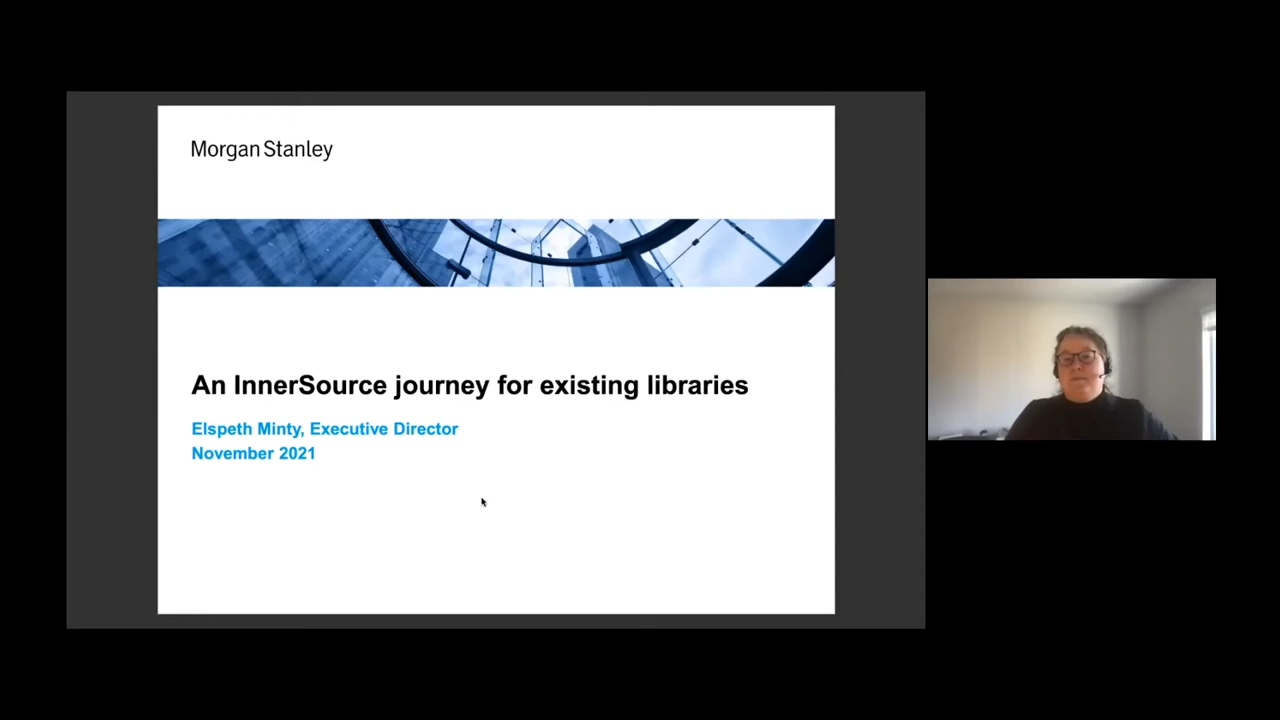 Morgan Stanley
An InnerSource journey for existing libraries
Elspeth Minty, Executive Director
November 2021